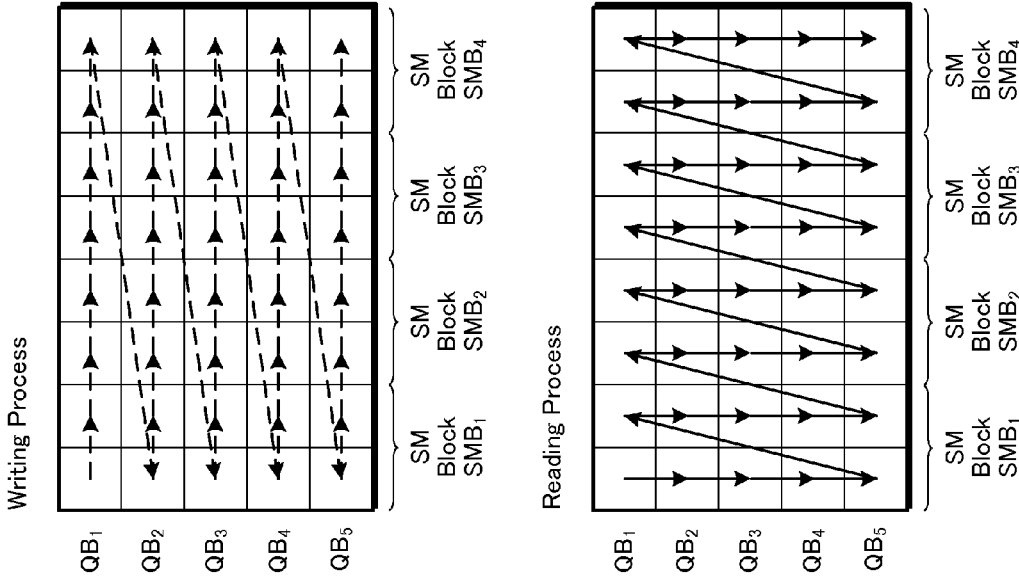 Writing Process
QB₁
QB₂
QB₃
QB₄
QB₅
SM
Block
SMB₁
SM
Block
SMB₂
SM
Block
SMB₃
SM
Block
SMB₄
Reading Process
QB₁
QB₂
QB₃
QB₄
QB₅
SM
Block
SMB₁
SM
Block
SMB₂
SM
Block
SMB₃
SM
Block
SMB₄